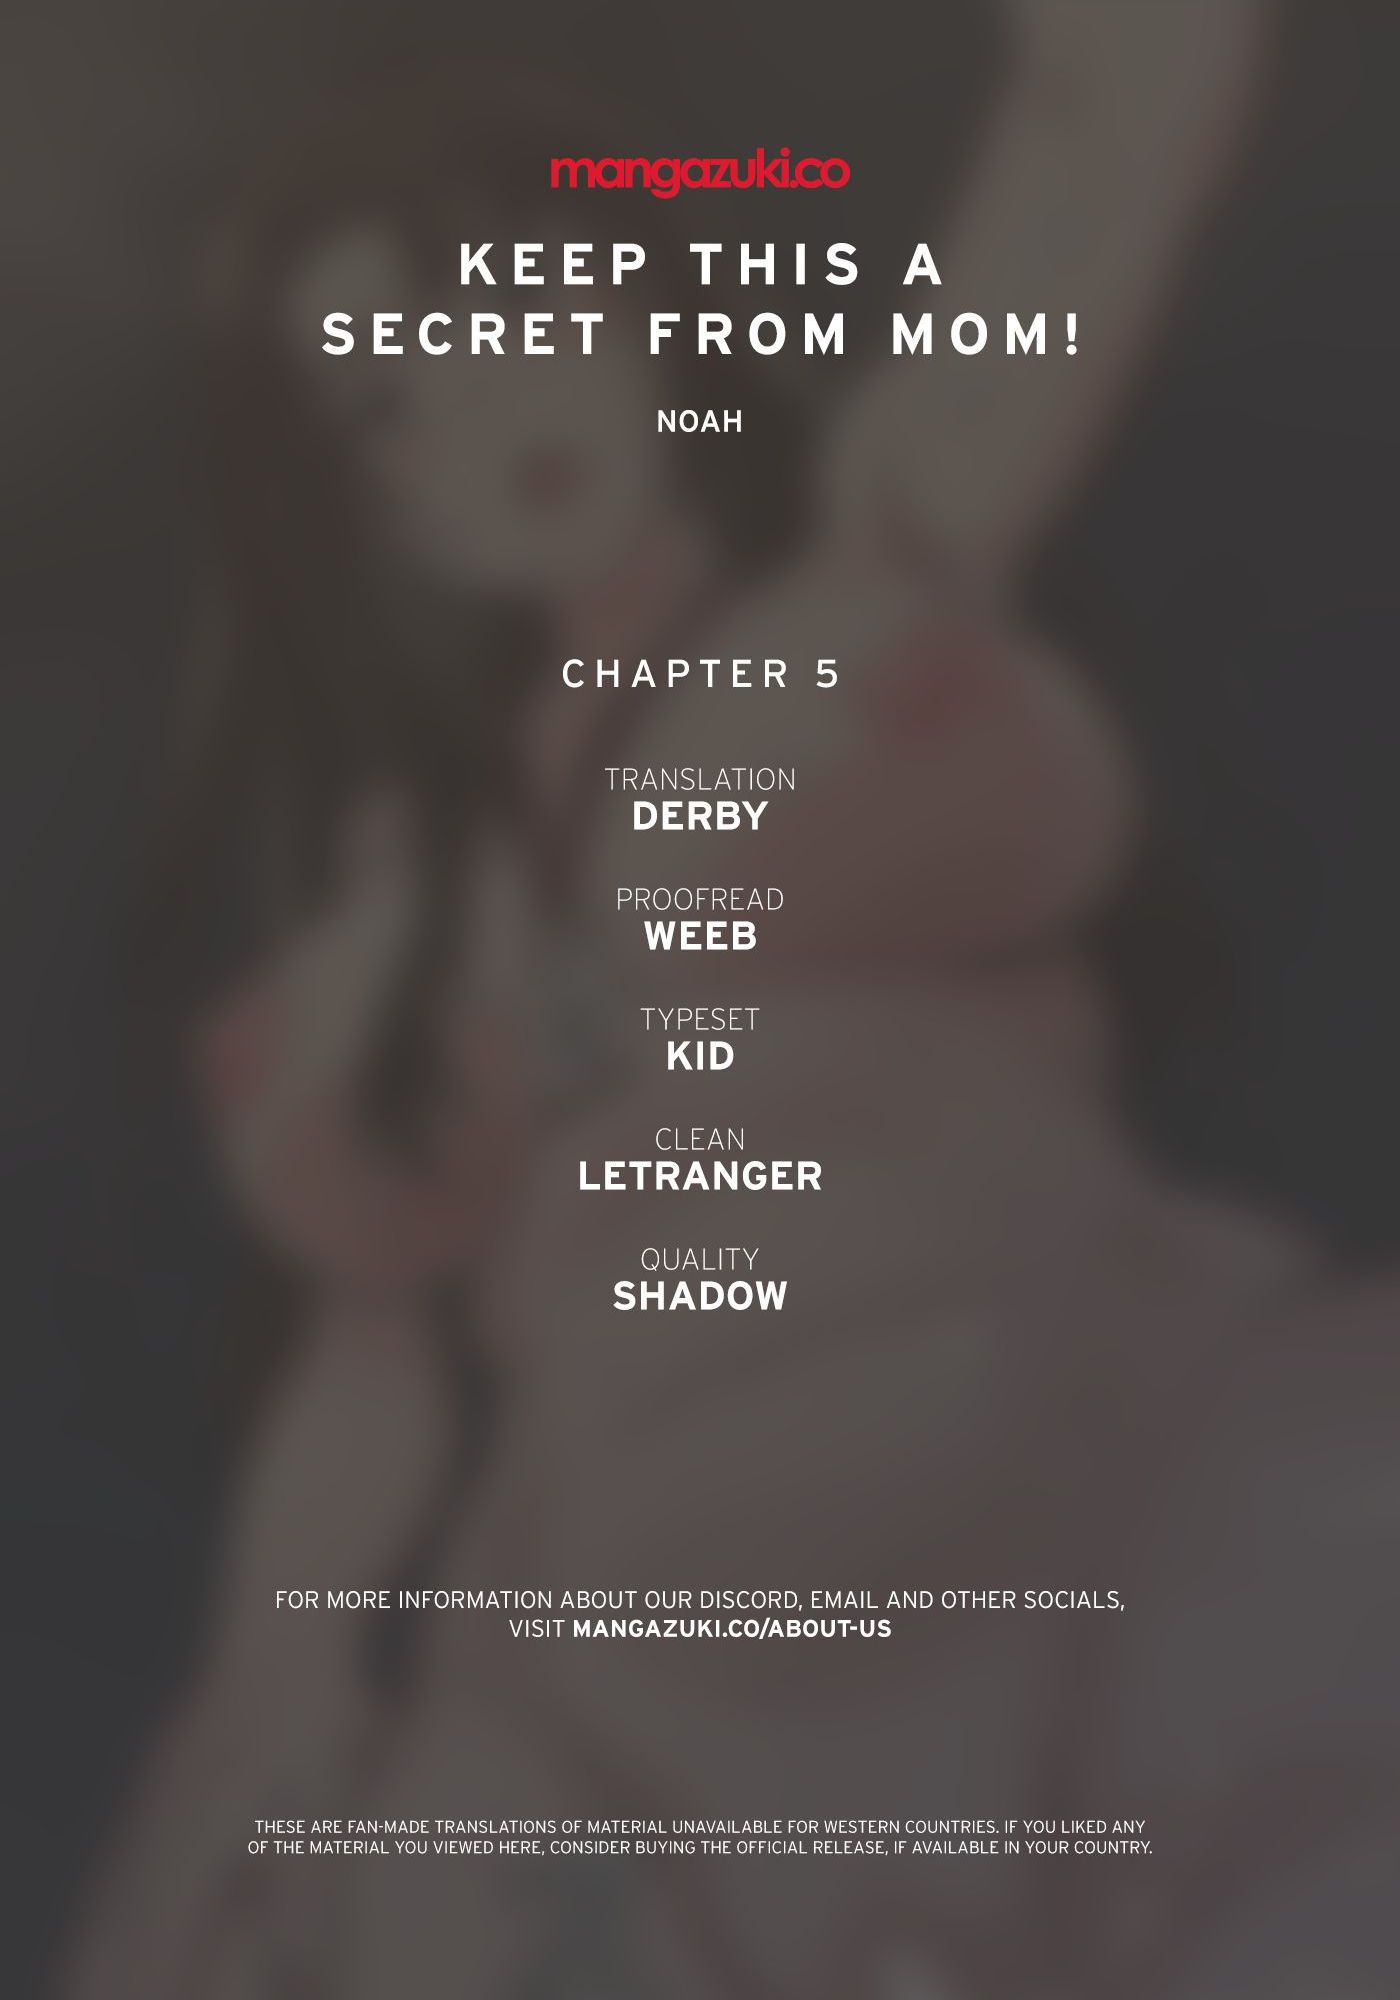 mangazuki.co
KEEP THIS A
SECRET FROM MOM!
NOAH
CHAPTER 5
TRANSLATION
DERBY
PROOFREAD
WEEB
TYPESET
KID
CLEAN
LETRANGER
QUALITY
SHADOW
FOR MORE INFORMATION ABOUT OUR DISCORD, EMAIL AND OTHER SOCIALS,
VISIT MANGAZUKI.CO/ABOUT-US
THESE ARE FAN-MADE TRANSLATIONS OF MATERIAL UNAVAILABLE FOR WESTERN COUNTRIES. IF YOU LIKED ANY
OF THE MATERIAL YOU VIEWED HERE, CONSIDER BUYING THE OFFICIAL RELEASE, IF AVAILABLE IN YOUR COUNTRY.